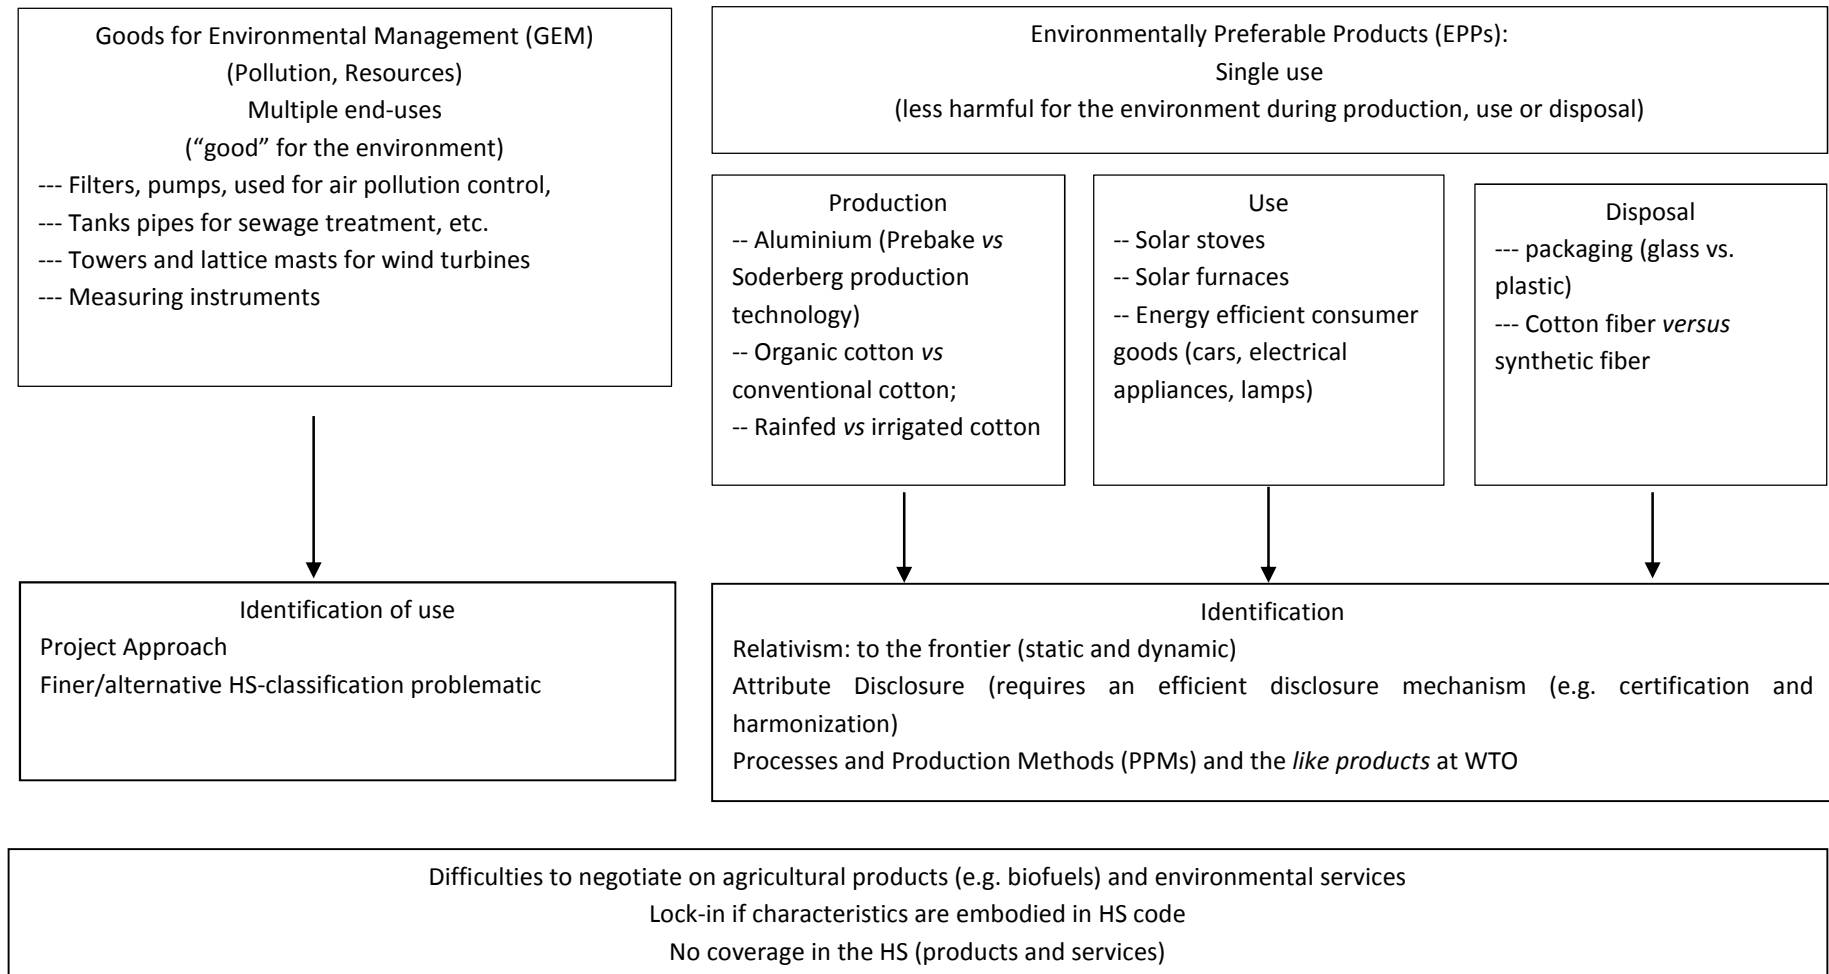 Goods for Environmental Management (GEM)
(Pollution, Resources)
Multiple end-uses
(“good” for the environment)
--- Filters, pumps, used for air pollution control,
--- Tanks pipes for sewage treatment, etc.
--- Towers and lattice masts for wind turbines
--- Measuring instruments
Environmentally Preferable Products (EPPs):
Single use
(less harmful for the environment during production, use or disposal)
Production
-- Aluminium (Prebake vs
Soderberg production
technology)
-- Organic cotton vs
conventional cotton;
-- Rainfed vs irrigated cotton
Use
-- Solar stoves
-- Solar furnaces
-- Energy efficient consumer
goods (cars, electrical
appliances, lamps)
Disposal
--- packaging (glass vs.
plastic)
--- Cotton fiber versus
synthetic fiber
Identification of use
Project Approach
Finer/alternative HS-classification problematic
Identification
Relativism: to the frontier (static and dynamic)
Attribute Disclosure (requires an efficient disclosure mechanism (e.g. certification and
harmonization)
Processes and Production Methods (PPMs) and the like products at WTO
Difficulties to negotiate on agricultural products (e.g. biofuels) and environmental services
Lock-in if characteristics are embodied in HS code
No coverage in the HS (products and services)